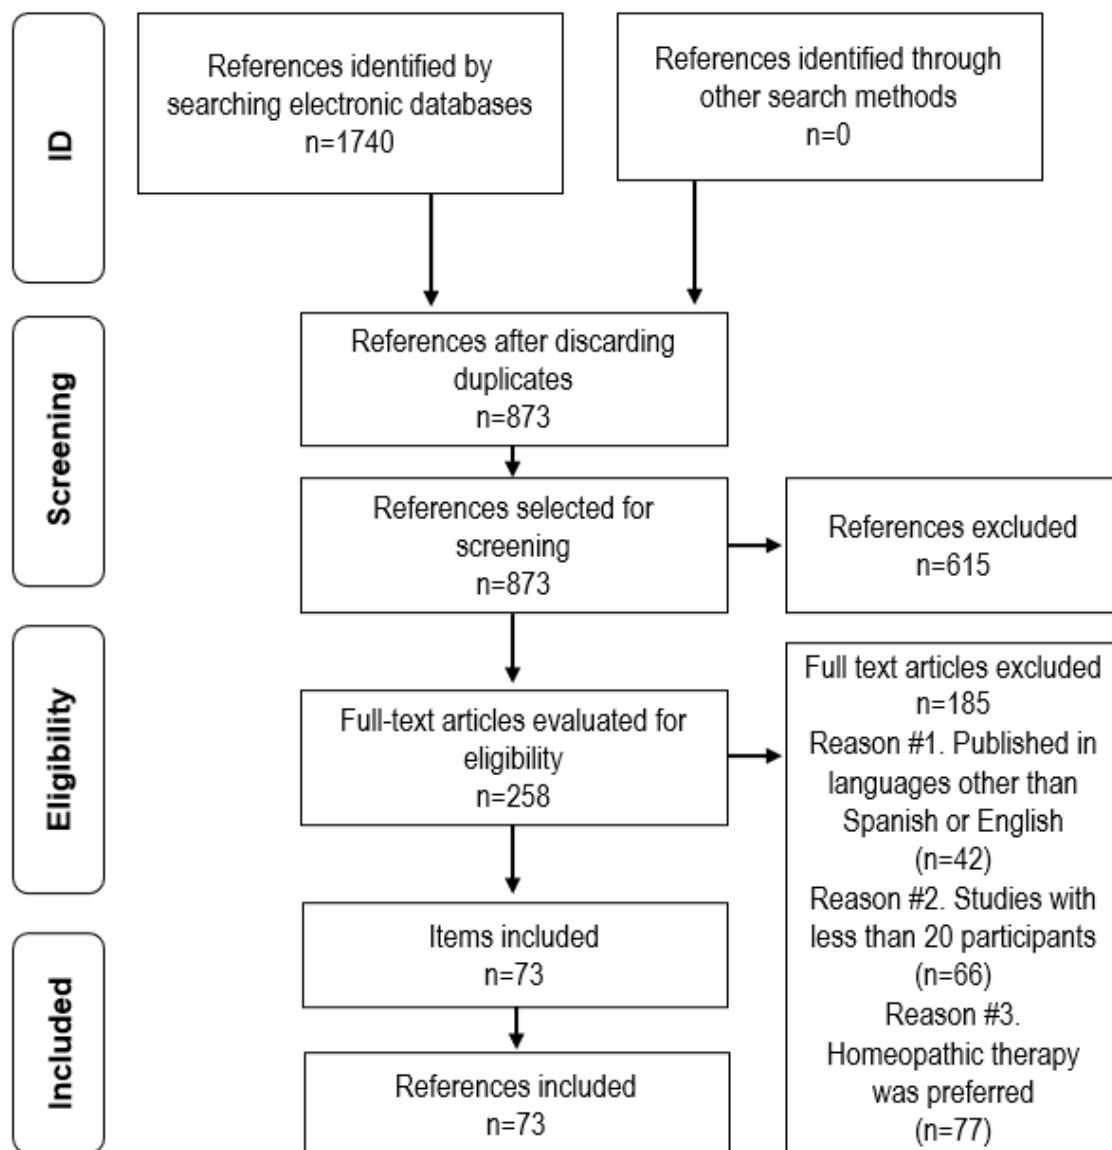 ID
References identified by
searching electronic databases
n=1740
References identified through
other search methods
n=0
Screening
References after discarding
duplicates
n=873
References selected for
screening
n=873
References excluded
n=615
Eligibility
Full-text articles evaluated for
eligibility
n=258
Full text articles excluded
n=185
Reason #1. Published in
languages other than
Spanish or English
(n=42)
Reason #2. Studies with
less than 20 participants
(n=66)
Reason #3.
Homeopathic therapy
was preferred
(n=77)
Included
Items included
n=73
References included
n=73